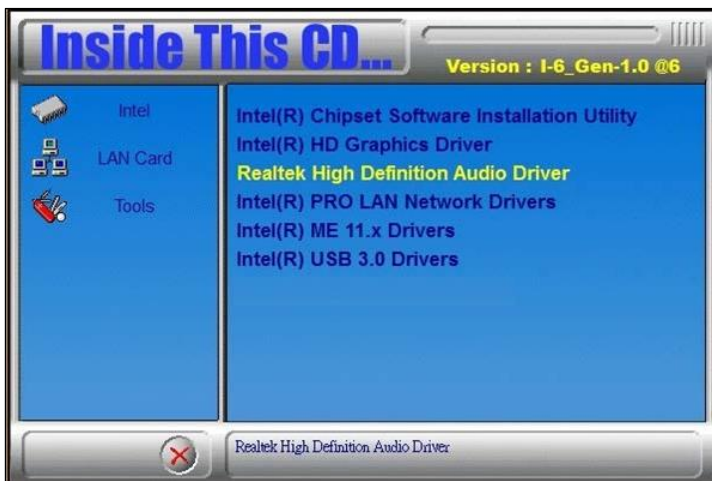 Inside This CD...
Version : I-6_Gen-1.0 @6
Intel
LAN Card
Tools
Intel(R) Chipset Software Installation Utility
Intel(R) HD Graphics Driver
Realtek High Definition Audio Driver
Intel(R) PRO LAN Network Drivers
Intel(R) ME 11.x Drivers
Intel(R) USB 3.0 Drivers
Realtek High Definition Audio Driver